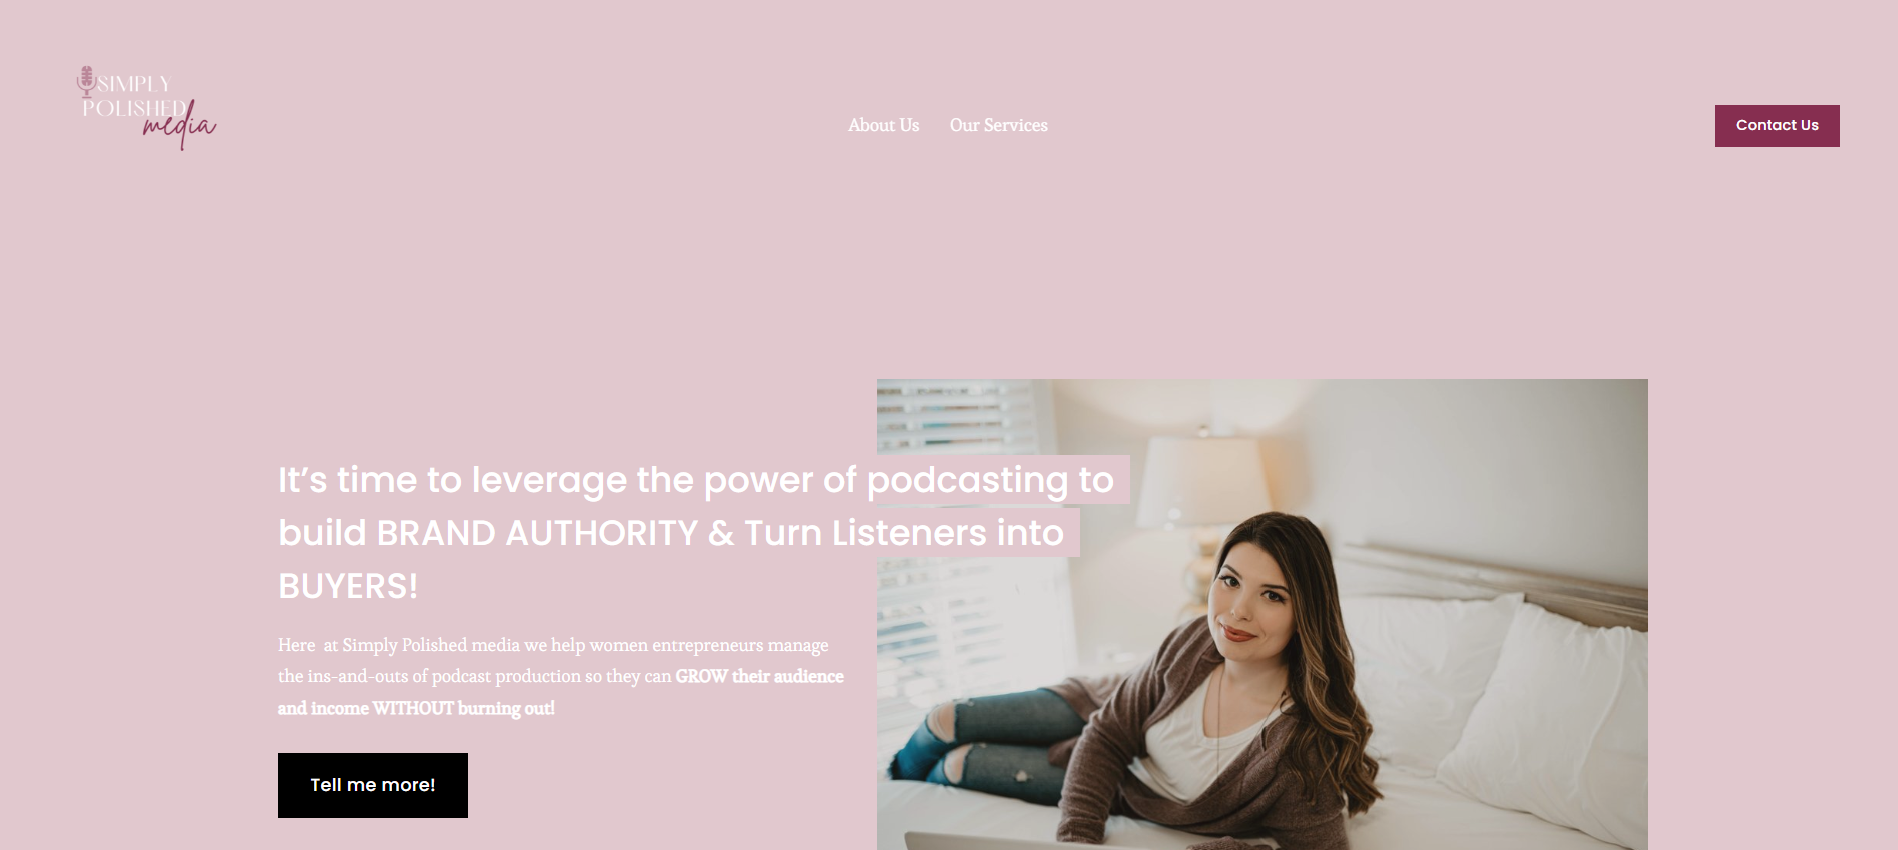 SIMPLY
POLISHED
media
About Us
Our Services
Contact Us
It’s time to leverage the power of podcasting to
build BRAND AUTHORITY & Turn Listeners into
BUYERS!
Here  at Simply Polished media we help women entrepreneurs manage
the ins-and-outs of podcast production so they can GROW their audience
and income WITHOUT burning out!
Tell me more!